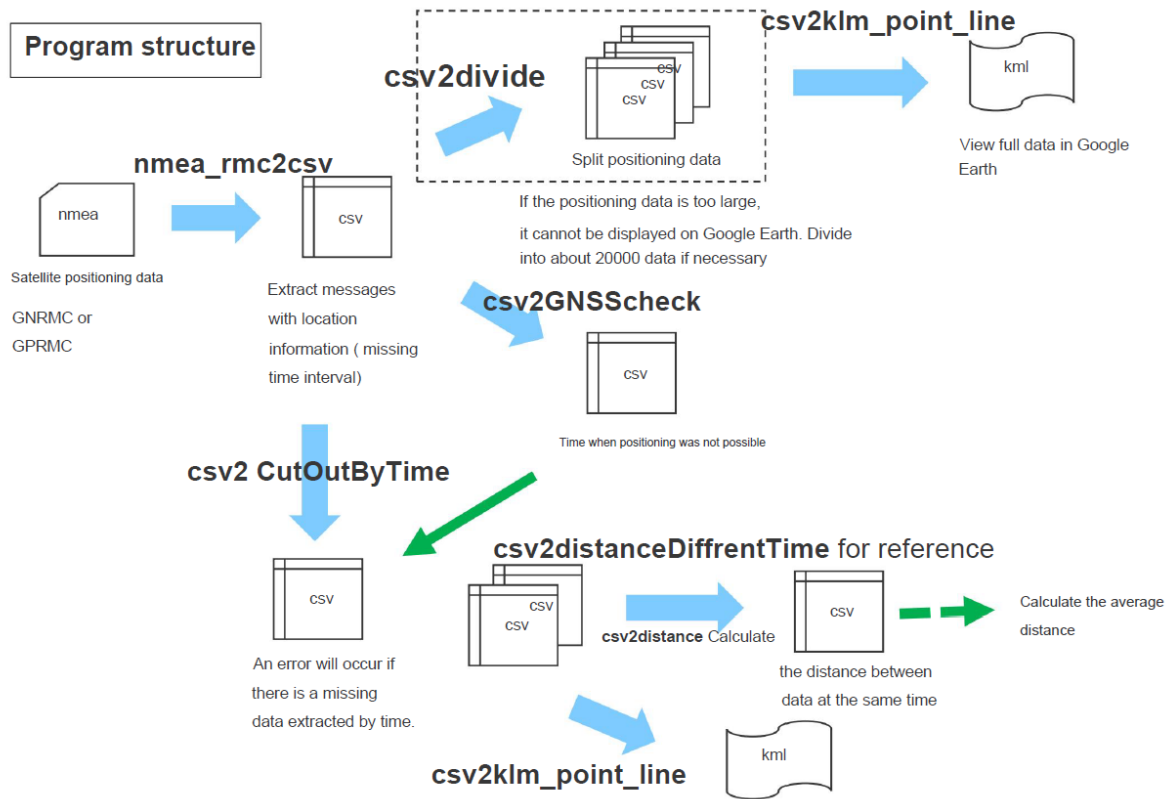 Program structure
csv2klm_point_line
csv2divide
csv
csv
csv
kml
Split positioning data
View full data in Google
Earth
nmea_rmc2csv
nmea
csv
If the positioning data is too large,
it cannot be displayed on Google Earth. Divide
into about 20000 data if necessary
Satellite positioning data
GNRMC or
GPRMC
Extract messages
with location
information ( missing
time interval)
csv2GNSScheck
csv
Time when positioning was not possible
csv2 CutOutByTime
csv
An error will occur if
there is a missing
data extracted by time.
csv2distanceDiffrentTime for reference
csv
csv
csv2distance Calculate
csv
the distance between
data at the same time
Calculate the average
distance
csv2klm_point_line
kml